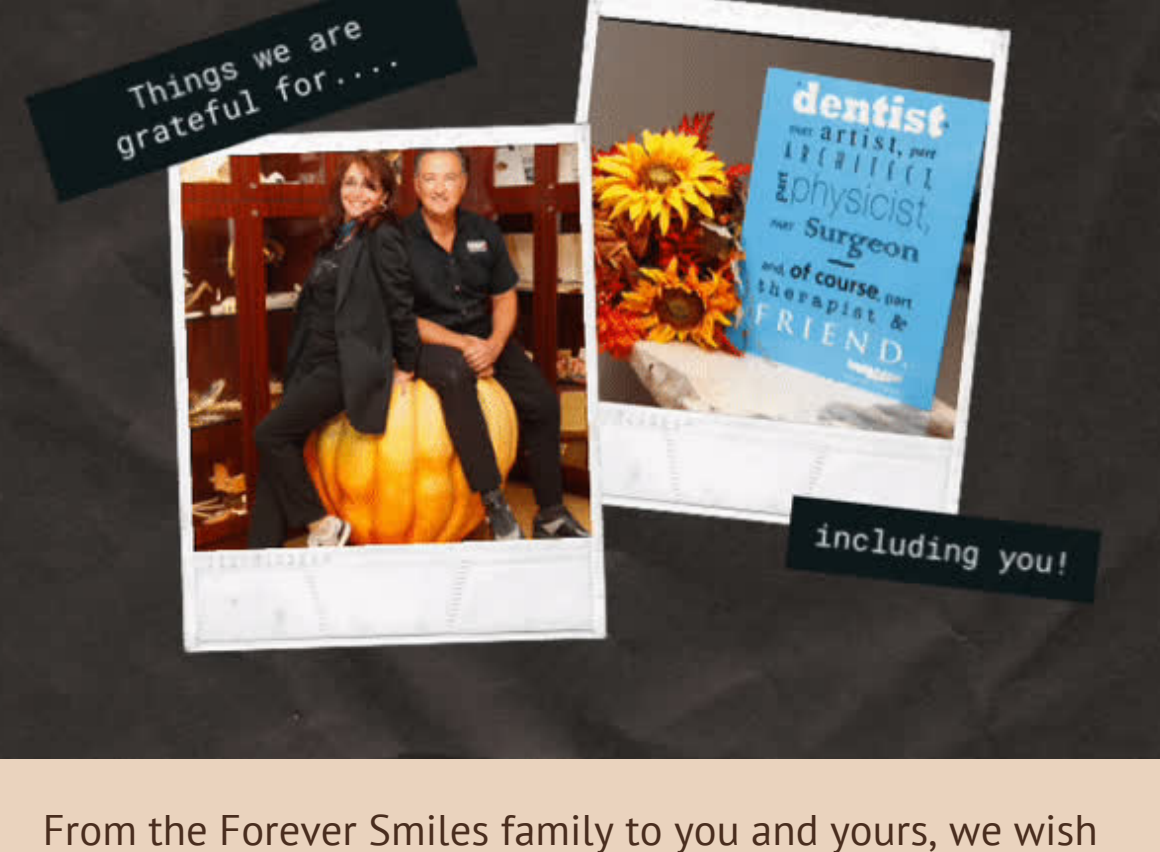 Things we are
grateful for....
dentist
PART artist, part
ARCHITECT,
part physicist,
PART Surgeon
and, of course, part
therapist &
FRIEND.
including you!
From the Forever Smiles family to you and yours, we wish